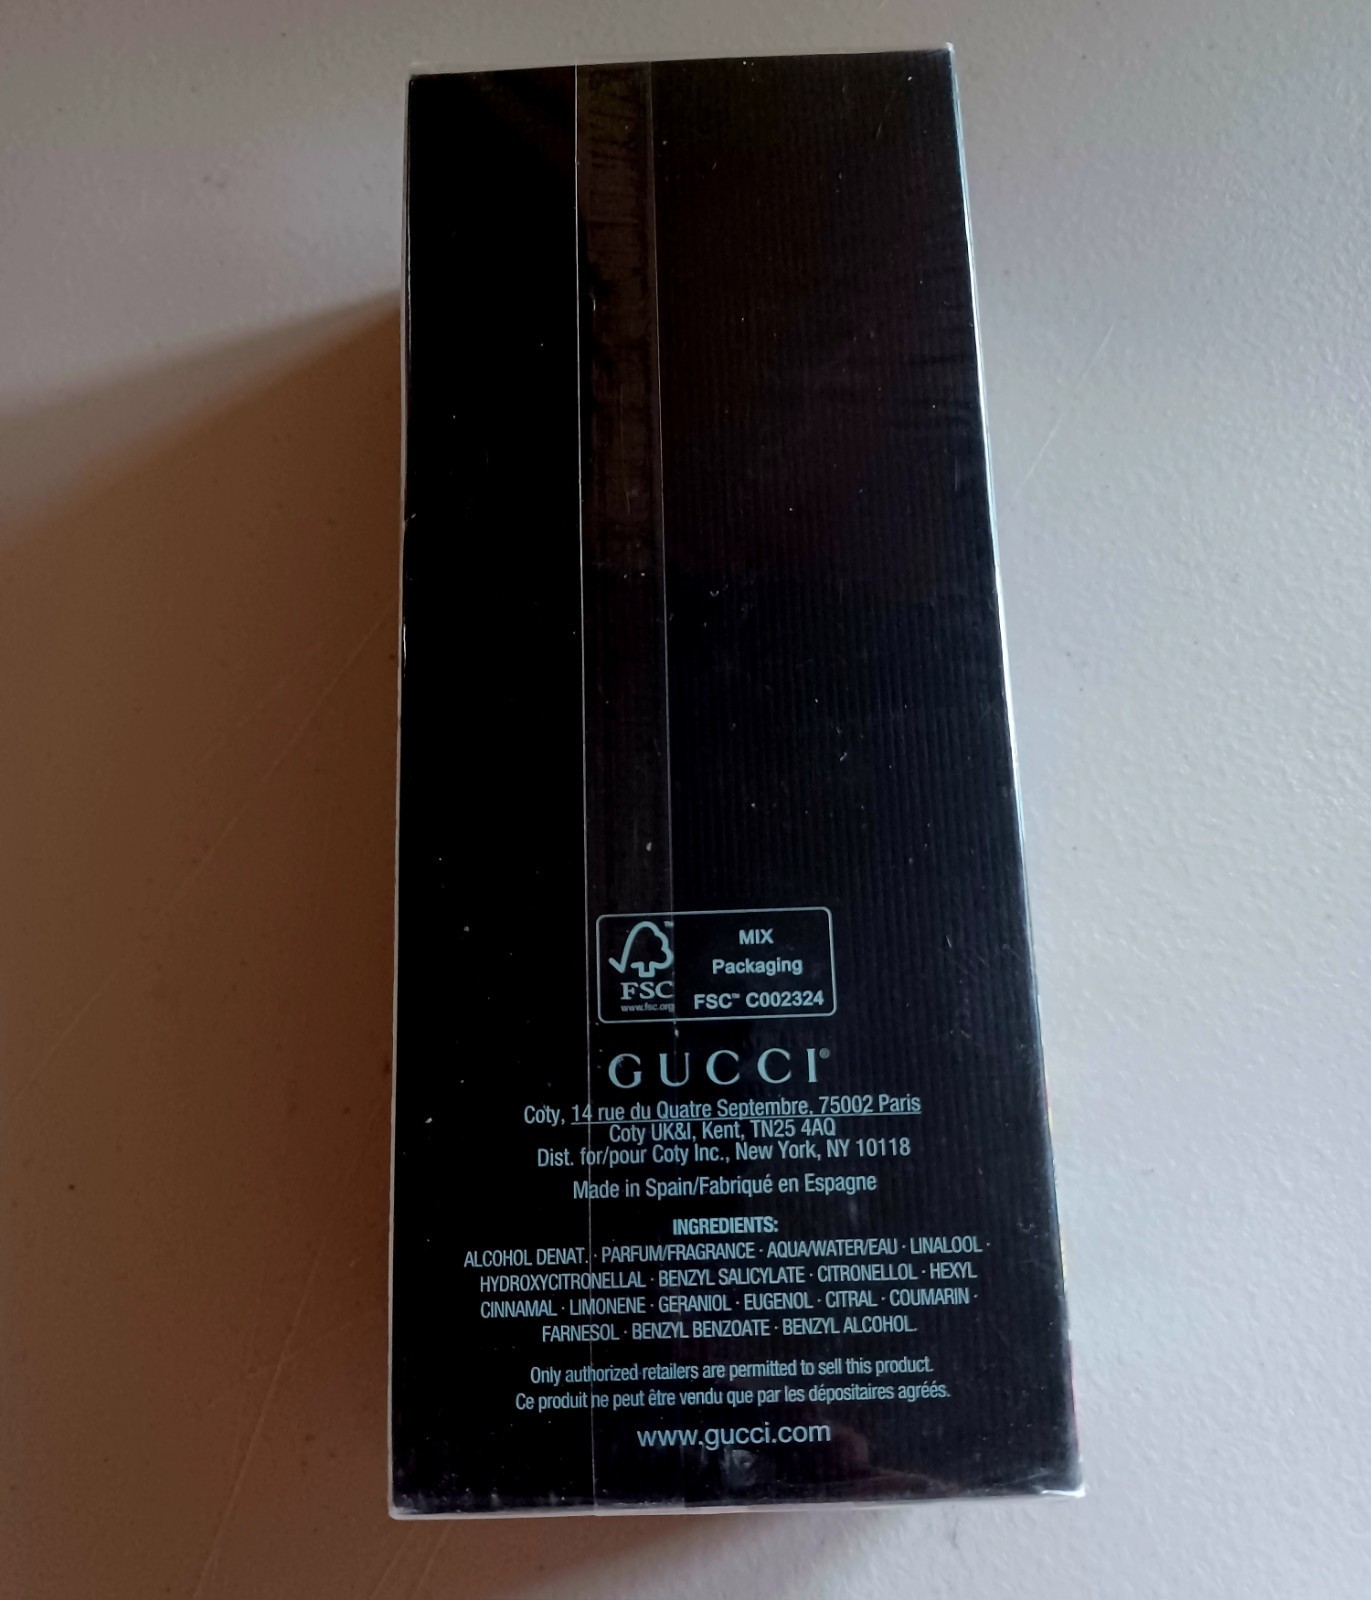 MIX
Packaging
FSC™ C002324
FSC
www.fsc.org
GUCCI®
Coty, 14 rue du Quatre Septembre, 75002 Paris
Coty UK&I, Kent, TN25 4AQ
Dist. for/pour Coty Inc., New York, NY 10118
Made in Spain/Fabriqué en Espagne
INGREDIENTS:
ALCOHOL DENAT. · PARFUM/FRAGRANCE · AQUA/WATER/EAU · LINALOOL ·
HYDROXYCITRONELLAL · BENZYL SALICYLATE · CITRONELLOL · HEXYL
CINNAMAL · LIMONENE · GERANIOL · EUGENOL · CITRAL · COUMARIN ·
FARNESOL · BENZYL BENZOATE · BENZYL ALCOHOL.
Only authorized retailers are permitted to sell this product.
Ce produit ne peut être vendu que par les dépositaires agréés.
www.gucci.com